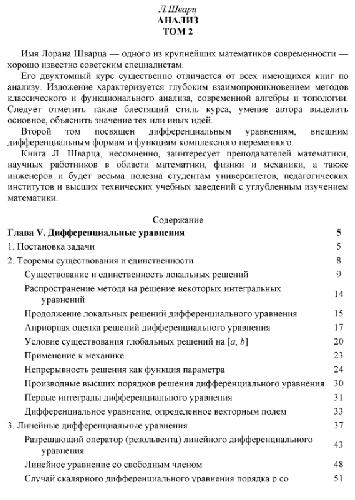 Л.Шварц
АНАЛИЗ
ТОМ 2
Имя Лорана Шварца — одного из крупнейших математиков современности —
хорошо известно советским специалистам.
Его двухтомный курс существенно отличается от всех имеющихся книг по
анализу. Изложение характеризуется глубоким взаимопроникновением методов
классического и функционального анализа, современной алгебры и топологии.
Следует отметить также блестящий стиль курса, умение автора выделить
основное, объяснить значение тех или иных идей.
Второй том посвящен дифференциальным уравнениям, внешним
дифференциальным формам и функциям комплексного переменного.
Книга Л Шварца, несомненно, заинтересует преподавателей математики,
научных работников в области математики, физики и механики, а также
инженеров и будет весьма полезна студентам университетов, педагогических
институтов и высших технических учебных заведений с углубленным изучением
математики.
Содержание
Глава V. Дифференциальные уравнения 5
1. Постановка задачи 5
2. Теоремы существования и единственности 8
Существование и единственность локальных решений 9
Распространение метода на решение некоторых интегральных
уравнений 14
Продолжение локальных решений дифференциального уравнения 15
Априорная оценка решений дифференциального уравнения 17
Условие существования глобальных решений на [a, b] 20
Применение к механике 23
Непрерывность решения как функция параметра 24
Производные высших порядков решения дифференциального уравнения 30
Первые интегралы дифференциального уравнения 31
Дифференциальное уравнение, определенное векторным полем 33
3. Линейные дифференциальные уравнения 37
Разрешающий оператор (резольвента) линейного дифференциального
уравнения 43
Линейное уравнение со свободным членом 48
Случай скалярного дифференциального уравнения порядка p со 51